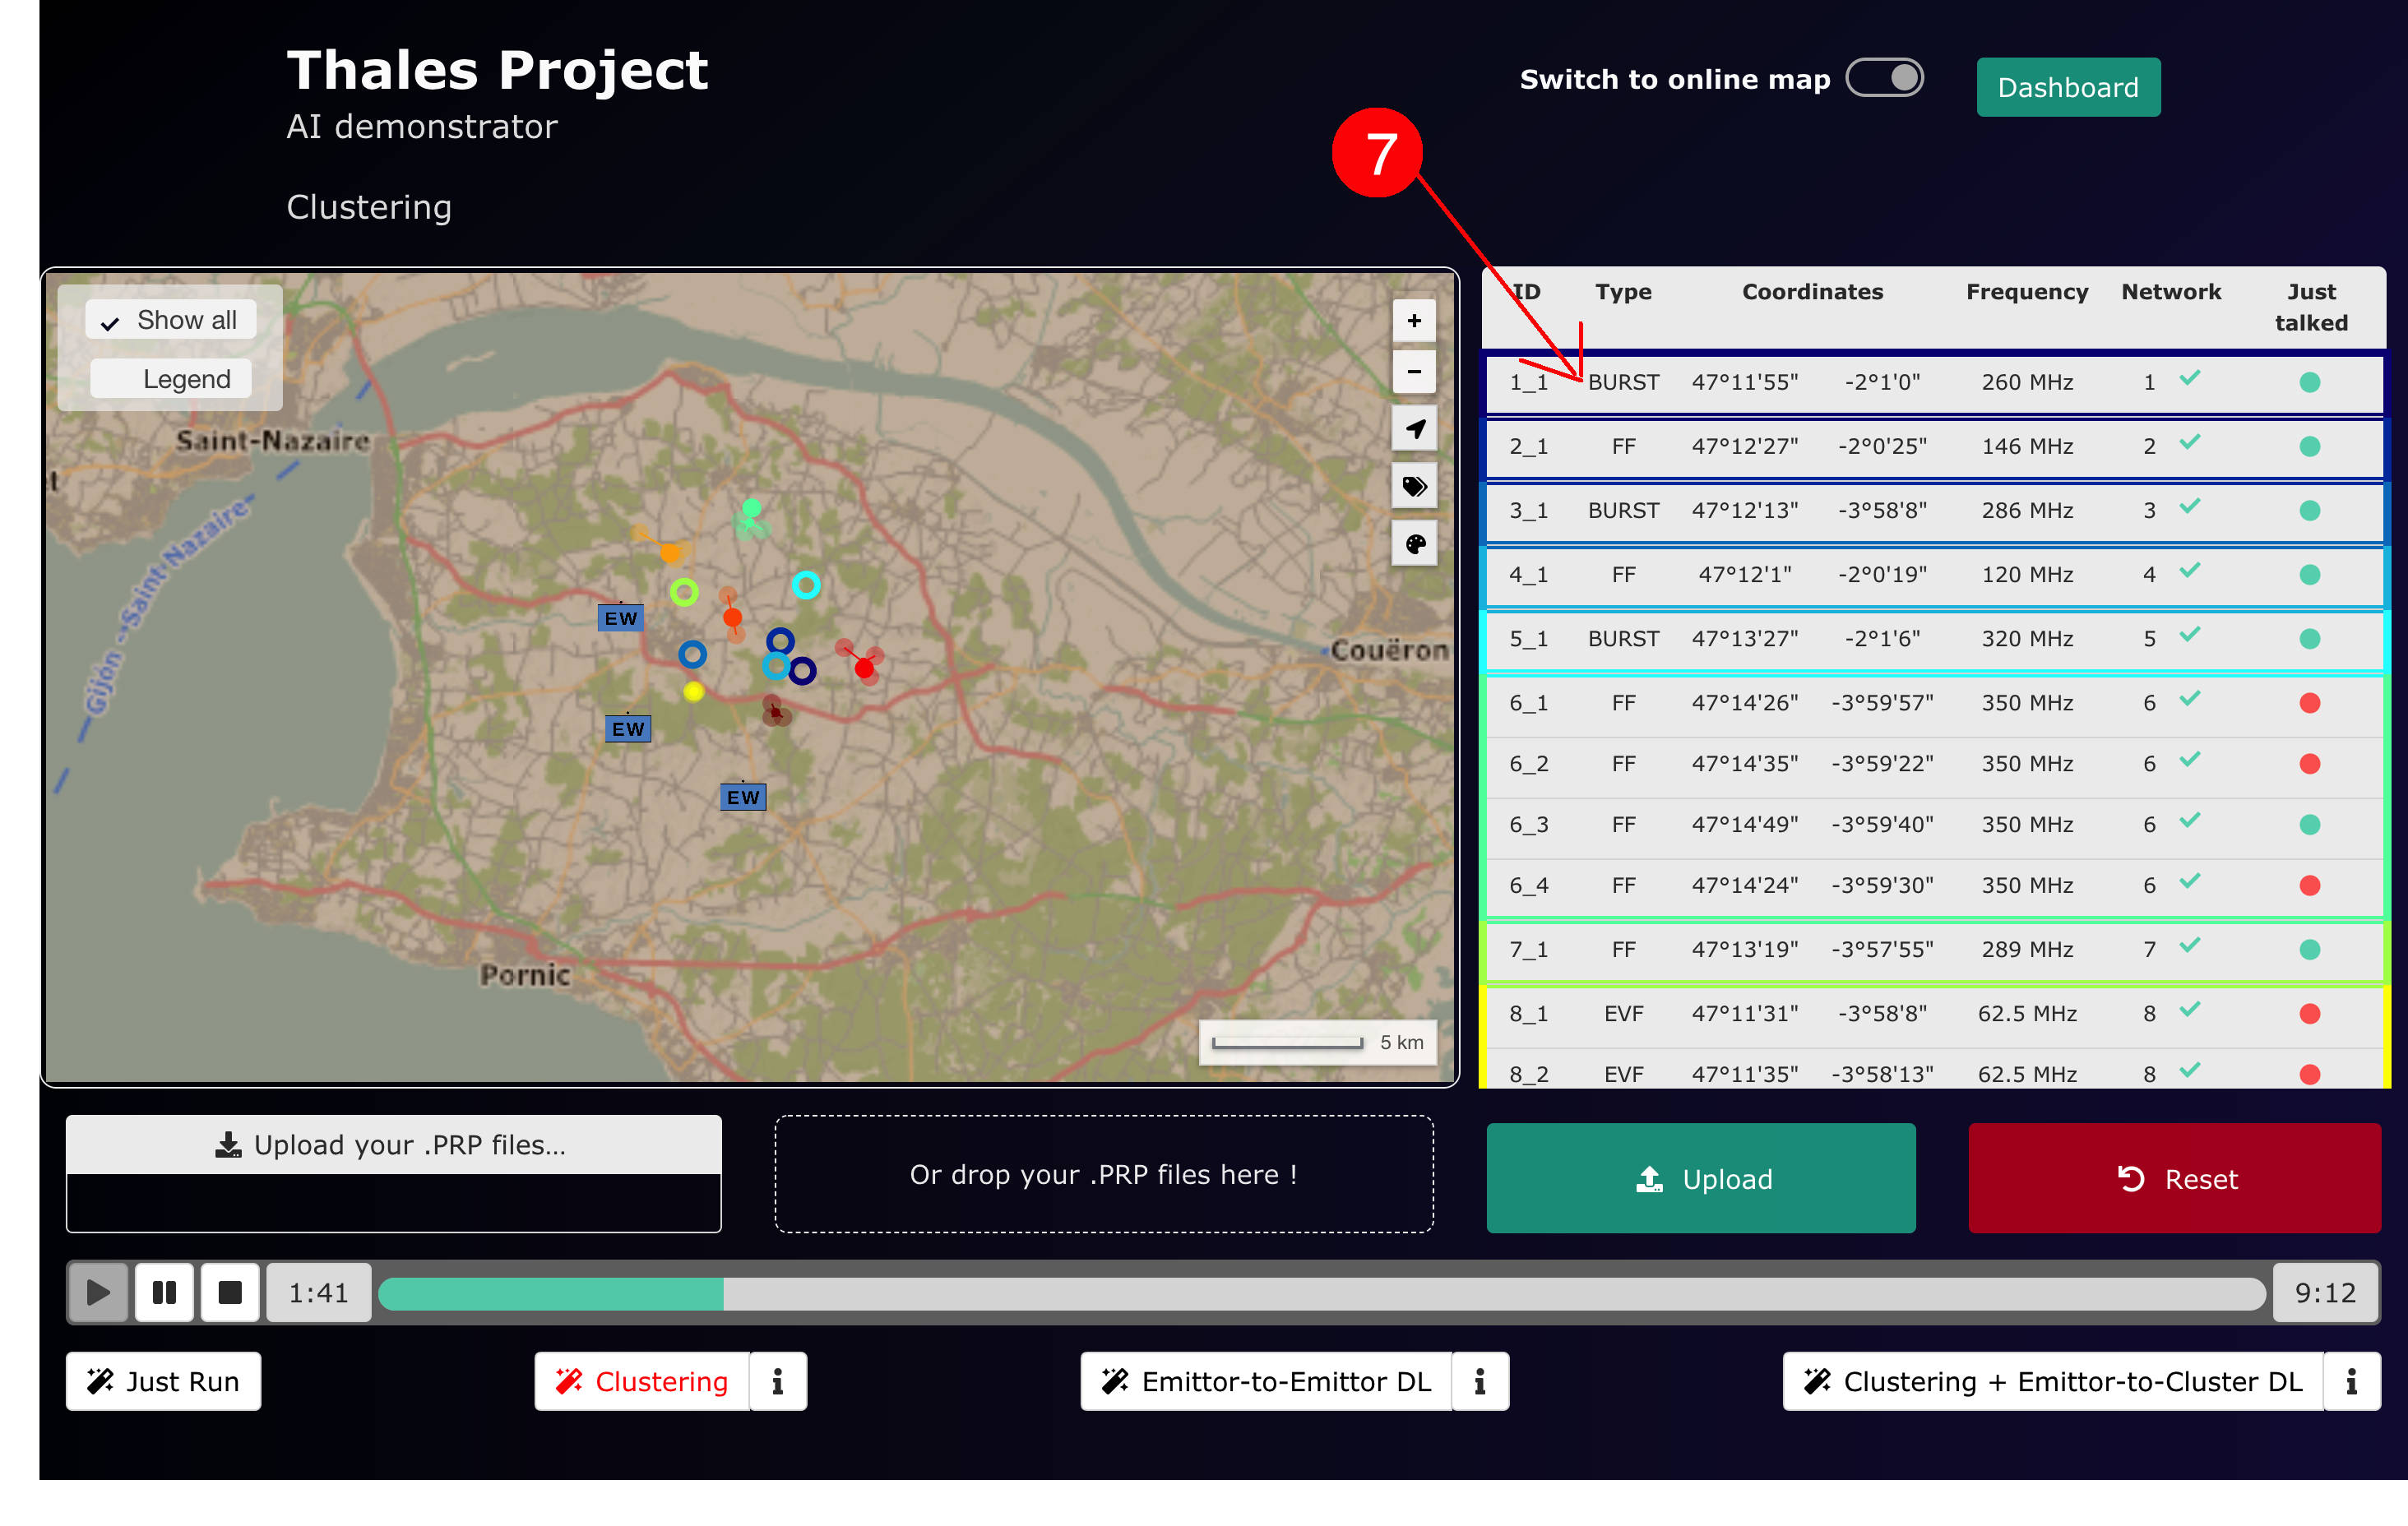 Thales Project
AI demonstrator
Clustering
Switch to online map
Dashboard
7
Show all
Legend
Saint-Nazaire
et
Gijón - Saint-Nazaire
EW
EW
EW
Pornic
Couëron
+
−
5 km
ID Type Coordinates Frequency Network Just talked
1_1 BURST 47°11'55" -2°1'0" 260 MHz 1
2_1 FF 47°12'27" -2°0'25" 146 MHz 2
3_1 BURST 47°12'13" -3°58'8" 286 MHz 3
4_1 FF 47°12'1" -2°0'19" 120 MHz 4
5_1 BURST 47°13'27" -2°1'6" 320 MHz 5
6_1 FF 47°14'26" -3°59'57" 350 MHz 6
6_2 FF 47°14'35" -3°59'22" 350 MHz 6
6_3 FF 47°14'49" -3°59'40" 350 MHz 6
6_4 FF 47°14'24" -3°59'30" 350 MHz 6
7_1 FF 47°13'19" -3°57'55" 289 MHz 7
8_1 EVF 47°11'31" -3°58'8" 62.5 MHz 8
8_2 EVF 47°11'35" -3°58'13" 62.5 MHz 8
Upload your .PRP files...
Or drop your .PRP files here !
Upload
Reset
1:41
9:12
Just Run
Clustering i
Emittor-to-Emittor DL i
Clustering + Emittor-to-Cluster DL i